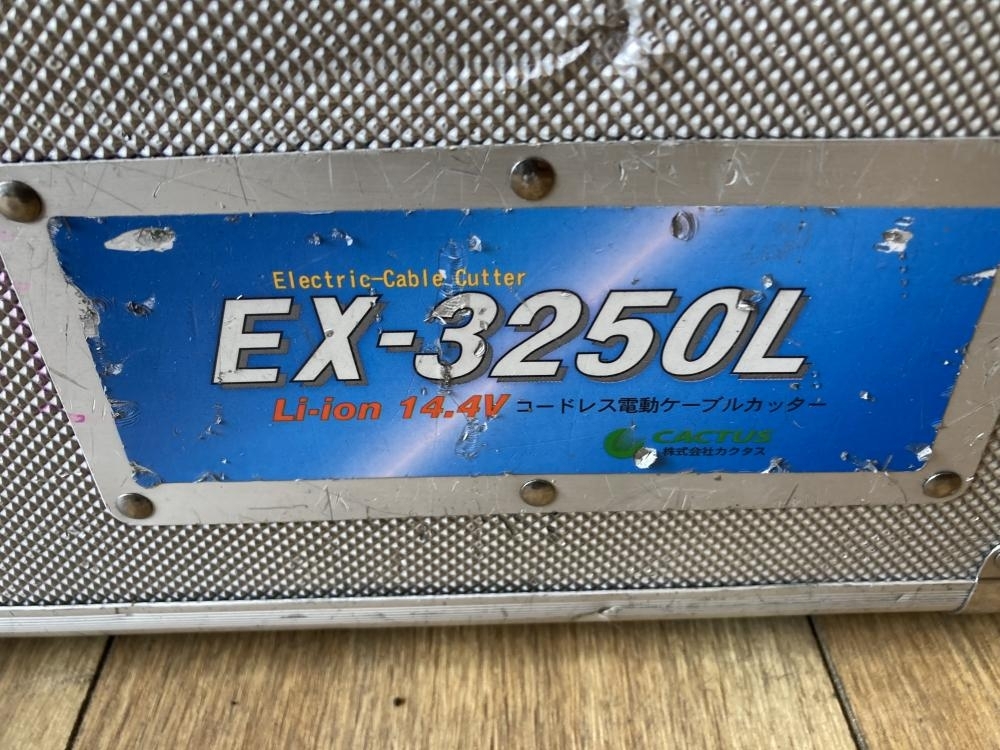 Electric-Cable Cutter
EX-3250L
Li-ion 14.4V コードレス電動ケーブルカッター
CACTUS
株式会社カクタス